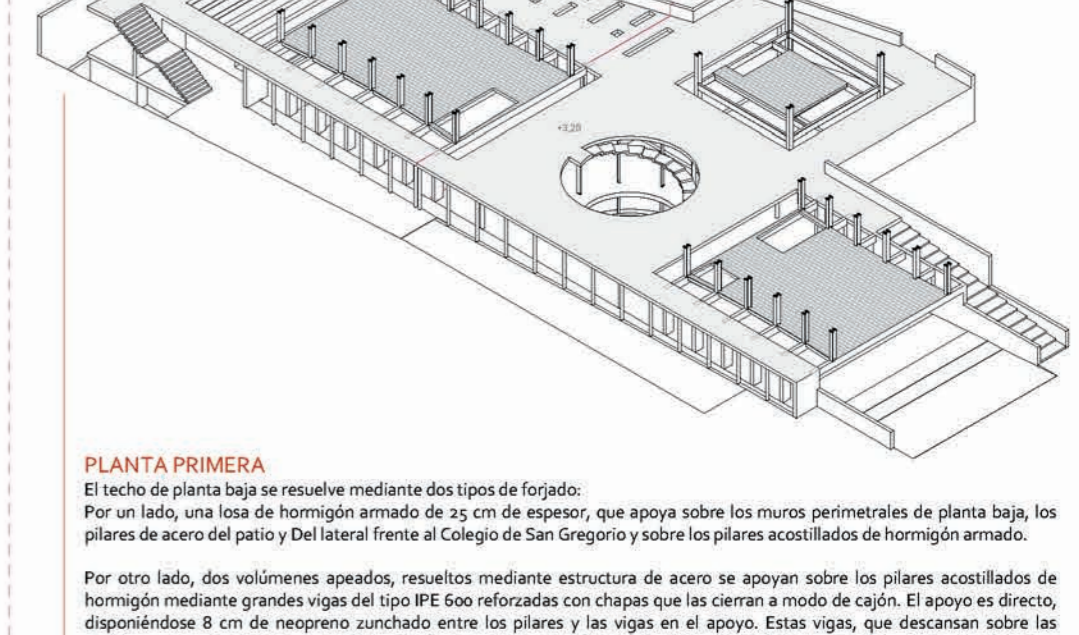 +3,20
PLANTA PRIMERA
El techo de planta baja se resuelve mediante dos tipos de forjado:
Por un lado, una losa de hormigón armado de 25 cm de espesor, que apoya sobre los muros perimetrales de planta baja, los
pilares de acero del patio y Del lateral frente al Colegio de San Gregorio y sobre los pilares acostillados de hormigón armado.
Por otro lado, dos volúmenes apeados, resueltos mediante estructura de acero se apoyan sobre los pilares acostillados de
hormigón mediante grandes vigas del tipo IPE 600 reforzadas con chapas que las cierran a modo de cajón. El apoyo es directo,
disponiéndose 8 cm de neopreno zunchado entre los pilares y las vigas en el apoyo. Estas vigas, que descansan sobre las